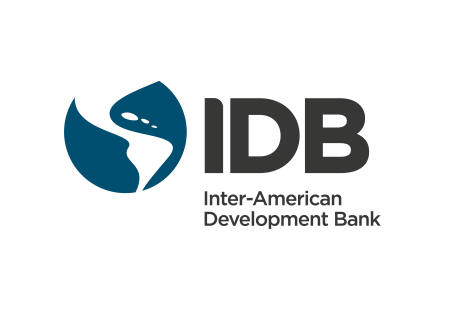 IDB
Inter-American
Development Bank